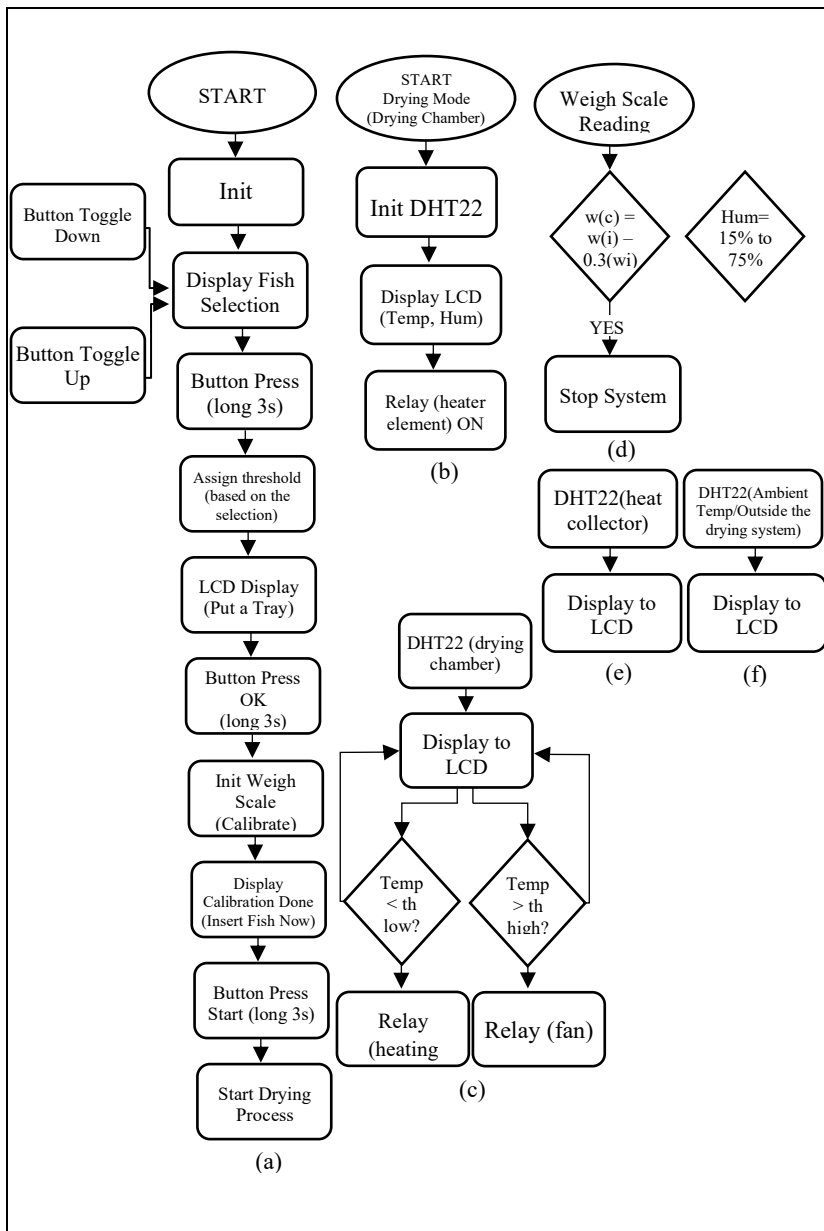 START
Init
Button Toggle
Down
Display Fish
Selection
Button Toggle
Up
Button Press
(long 3s)
Assign threshold
(based on the
selection)
LCD Display
(Put a Tray)
Button Press
OK
(long 3s)
Init Weigh
Scale
(Calibrate)
Display
Calibration Done
(Insert Fish Now)
Button Press
Start (long 3s)
Start Drying
Process
(a)
START
Drying Mode
(Drying Chamber)
Init DHT22
Display LCD
(Temp, Hum)
Relay (heater
element) ON
(b)
DHT22 (drying
chamber)
Display to
LCD
Temp
< th
low?
Temp
> th
high?
Relay
(heating
Relay (fan)
(c)
Weigh Scale
Reading
w(c) =
w(i) –
0.3(wi)
YES
Stop System
(d)
Hum=
15% to
75%
DHT22(heat
collector)
Display to
LCD
(e)
DHT22(Ambient
Temp/Outside the
drying system)
Display to
LCD
(f)